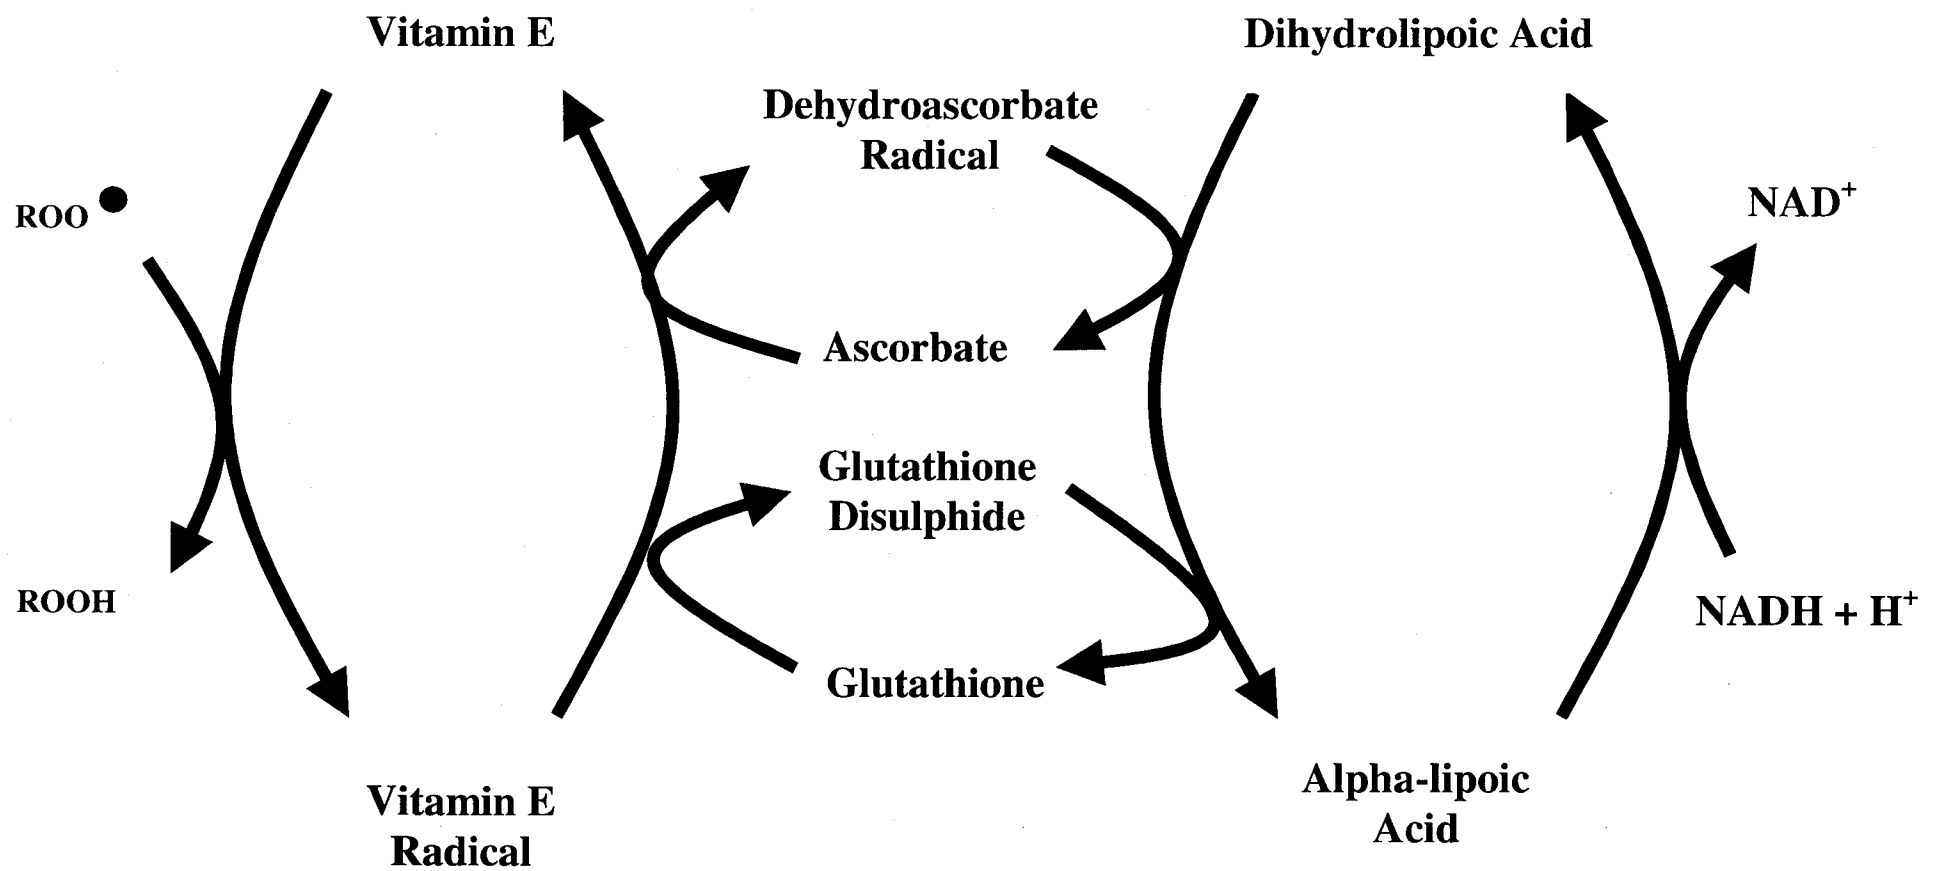 Vitamin E
Dihydrolipoic Acid
Dehydroascorbate
Radical
ROO●
NAD⁺
Ascorbate
Glutathione
Disulphide
ROOH
NADH + H⁺
Glutathione
Vitamin E
Radical
Alpha-lipoic
Acid